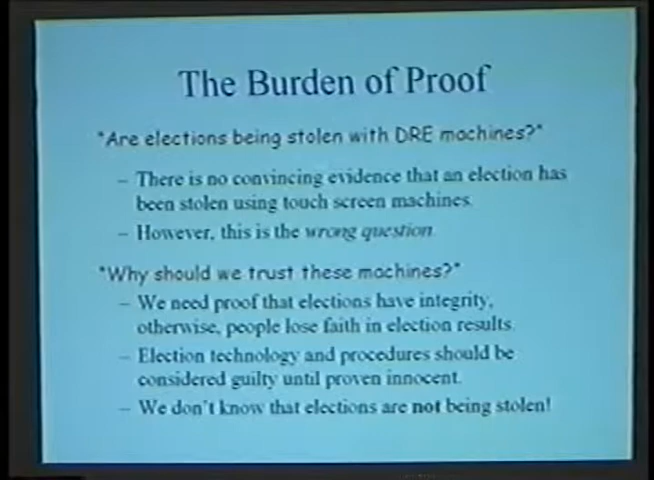 The Burden of Proof
"Are elections being stolen with DRE machines?"
– There is no convincing evidence that an election has
been stolen using touch screen machines.
– However, this is the wrong question.
"Why should we trust these machines?"
– We need proof that elections have integrity,
otherwise, people lose faith in election results.
– Election technology and procedures should be
considered guilty until proven innocent.
– We don't know that elections are not being stolen!